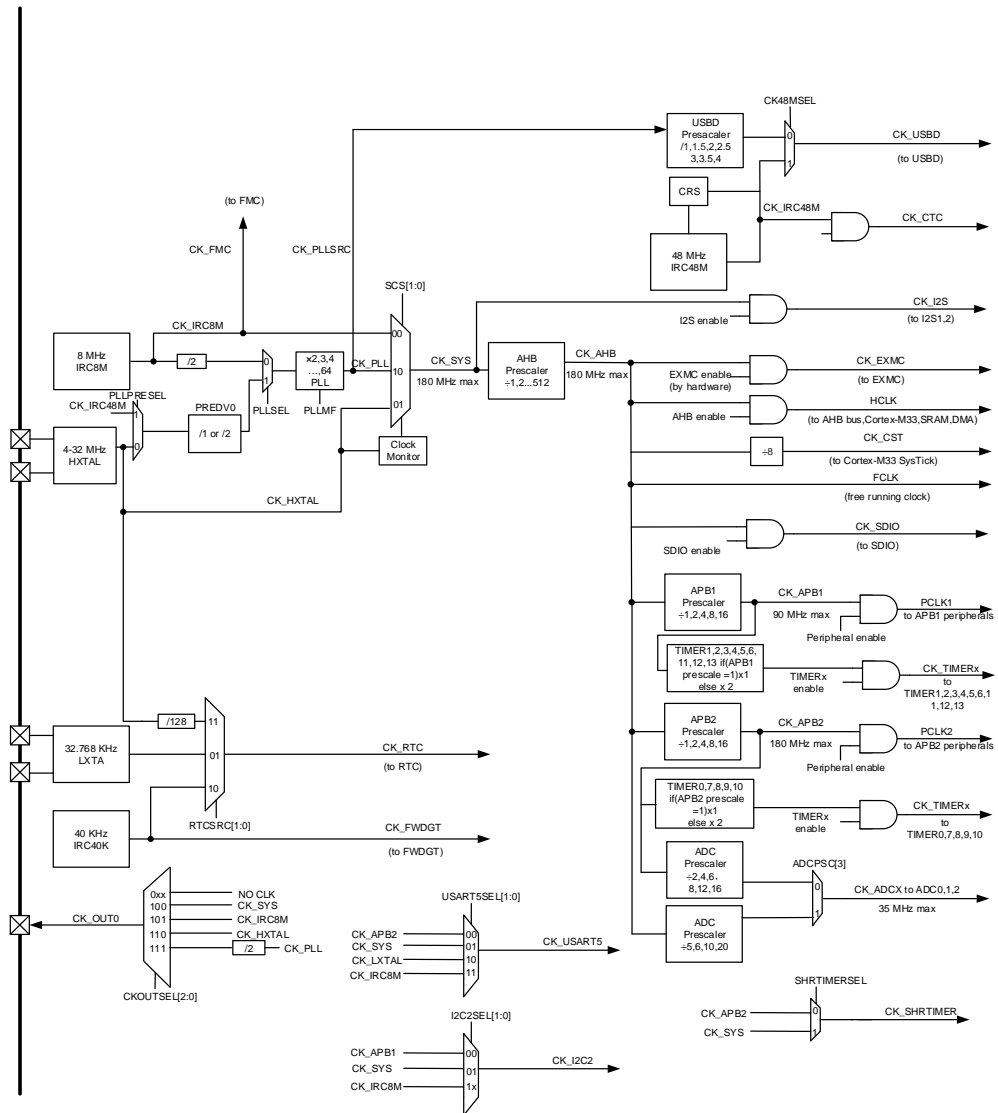 CK48MSEL
USBD
Presacaler
/1,1.5,2,2.5
3,3.5,4
0
1
CK_USBD
(to USBD)
CRS
CK_IRC48M
CK_CTC
48 MHz
IRC48M
(to FMC)
CK_FMC
CK_PLLSRC
SCS[1:0]
CK_I2S
I2S enable
(to I2S1,2)
8 MHz
IRC8M
CK_IRC8M
/2
0
1
PLLSEL
×2,3,4
…,64
PLL
PLLMF
CK_PLL
00
10
01
CK_SYS
180 MHz max
AHB
Prescaler
÷1,2...512
CK_AHB
180 MHz max
EXMC enable
(by hardware)
CK_EXMC
(to EXMC)
AHB enable
HCLK
(to AHB bus,Cortex-M33,SRAM,DMA)
PLLPRESEL
CK_IRC48M
1
0
PREDV0
/1 or /2
4-32 MHz
HXTAL
Clock
Monitor
÷8
CK_CST
(to Cortex-M33 SysTick)
FCLK
(free running clock)
CK_HXTAL
SDIO enable
CK_SDIO
(to SDIO)
APB1
Prescaler
÷1,2,4,8,16
CK_APB1
90 MHz max
Peripheral enable
PCLK1
to APB1 peripherals
TIMER1,2,3,4,5,6,
11,12,13 if(APB1
prescale =1)x1
else x 2
TIMERx
enable
CK_TIMERx
to
TIMER1,2,3,4,5,6,1
1,12,13
/128
11
01
10
RTCSRC[1:0]
32.768 KHz
LXTA
CK_RTC
(to RTC)
APB2
Prescaler
÷1,2,4,8,16
CK_APB2
180 MHz max
Peripheral enable
PCLK2
to APB2 peripherals
40 KHz
IRC40K
CK_FWDGT
(to FWDGT)
TIMER0,7,8,9,10
if(APB2 prescale
=1)x1
else x 2
TIMERx
enable
CK_TIMERx
to
TIMER0,7,8,9,10
ADC
Prescaler
÷2,4,6,
8,12,16
ADCPSC[3]
0
1
CK_ADCX to ADC0,1,2
35 MHz max
ADC
Prescaler
÷5,6,10,20
CK_OUT0
0xx
100
101
110
111
NO CLK
CK_SYS
CK_IRC8M
CK_HXTAL
/2
CK_PLL
CKOUTSEL[2:0]
USART5SEL[1:0]
CK_APB2
CK_SYS
CK_LXTAL
CK_IRC8M
00
01
10
11
CK_USART5
SHRTIMERSEL
CK_APB2
CK_SYS
0
1
CK_SHRTIMER
I2C2SEL[1:0]
CK_APB1
CK_SYS
CK_IRC8M
00
01
1x
CK_I2C2